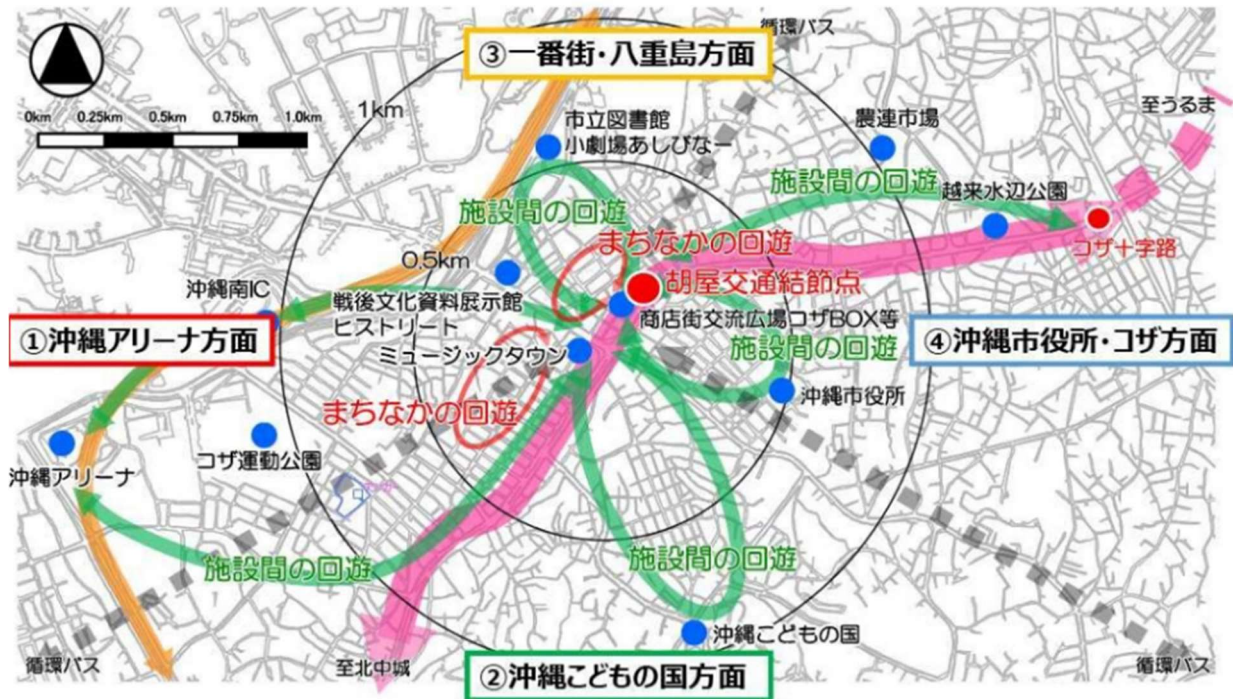 循環バス
③一番街・八重島方面
0km 0.25km 0.5km 0.75km 1.0km
1km
市立図書館
小劇場あしびなー
農連市場
至うるま
施設間の回遊
越来水辺公園
施設間の回遊
まちなかの回遊
コザ十字路
0.5km
胡屋交通結節点
沖縄南IC
戦後文化資料展示館
ヒストリート
商店街交流広場コザBOX等
①沖縄アリーナ方面
ミュージックタウン
施設間の回遊
④沖縄市役所・コザ方面
沖縄市役所
まちなかの回遊
コザ運動公園
沖縄アリーナ
施設間の回遊
施設間の回遊
沖縄こどもの国
循環バス
至北中城
②沖縄こどもの国方面
循環バス